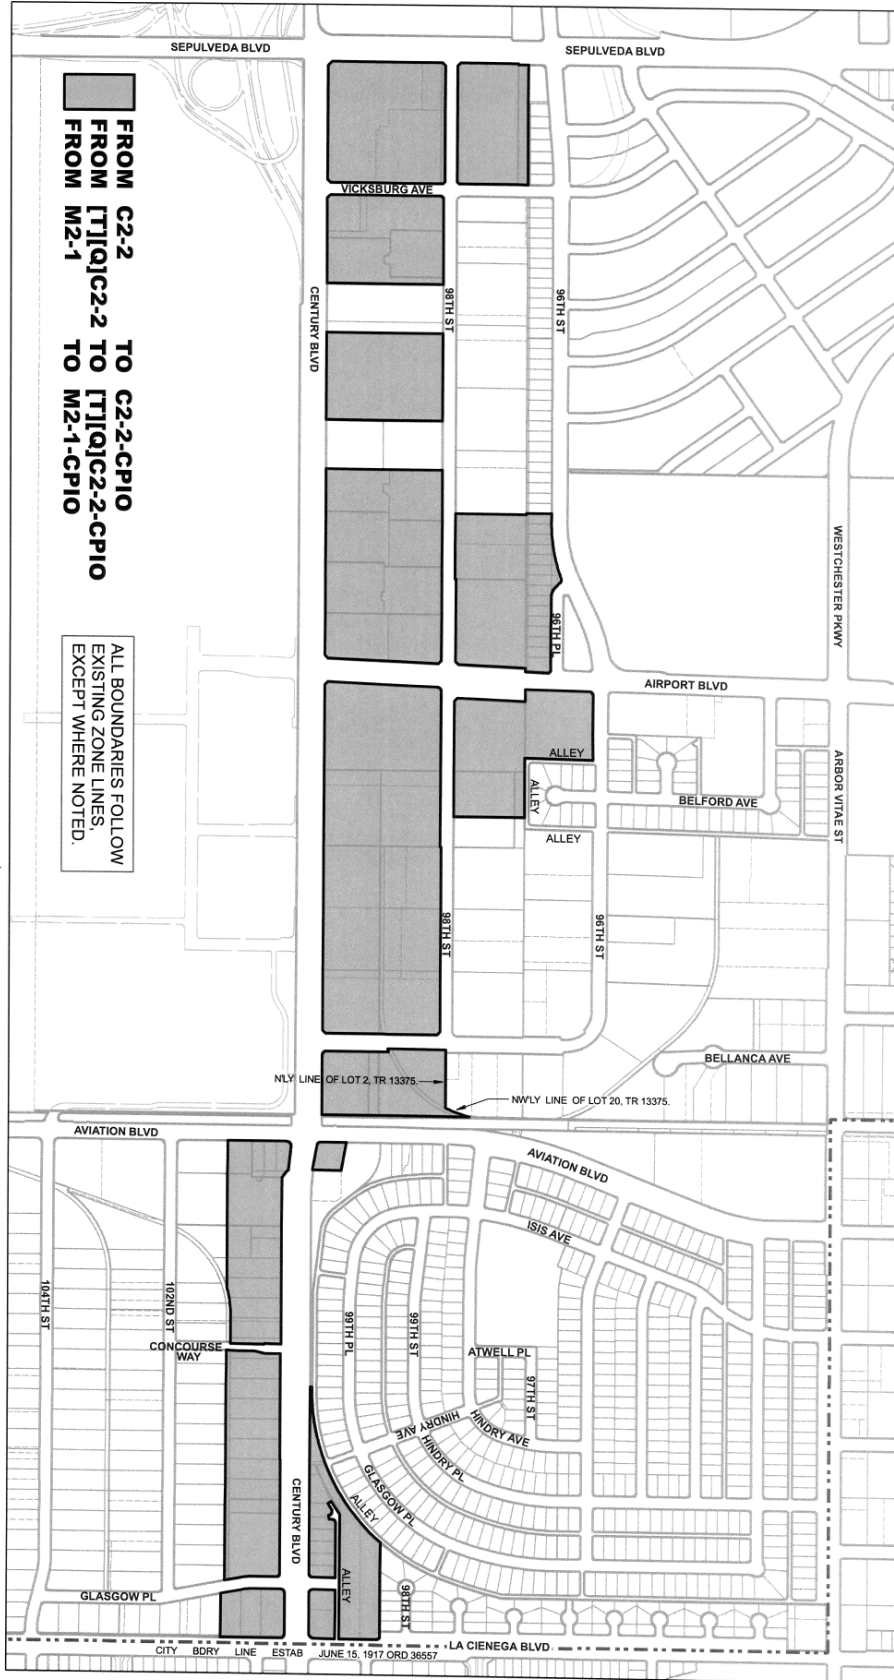 SEPULVEDA BLVD
SEPULVEDA BLVD
FROM C2-2 TO C2-2-CPIO
FROM [T][Q]C2-2 TO [T][Q]C2-2-CPIO
FROM M2-1 TO M2-1-CPIO
ALL BOUNDARIES FOLLOW
EXISTING ZONE LINES,
EXCEPT WHERE NOTED.
VICKSBURG AVE
CENTURY BLVD
98TH ST
96TH ST
WESTCHESTER PKWY
96TH PL
AIRPORT BLVD
ALLEY
ALLEY
ALLEY
BELFORD AVE
ARBOR VITAE ST
98TH ST
96TH ST
BELLANCA AVE
N'LY LINE OF LOT 2, TR 13375.
NW'LY LINE OF LOT 20, TR 13375.
AVIATION BLVD
AVIATION BLVD
ISIS AVE
104TH ST
102ND ST
CONCOURSE
WAY
99TH PL
99TH ST
ATWELL PL
97TH ST
HINDRY AVE
HINDRY AVE
HINDRY PL
GLASGOW PL
ALLEY
CENTURY BLVD
ALLEY
98TH ST
GLASGOW PL
LA CIENEGA BLVD
CITY BDRY LINE ESTAB JUNE 15, 1917 ORD 36557